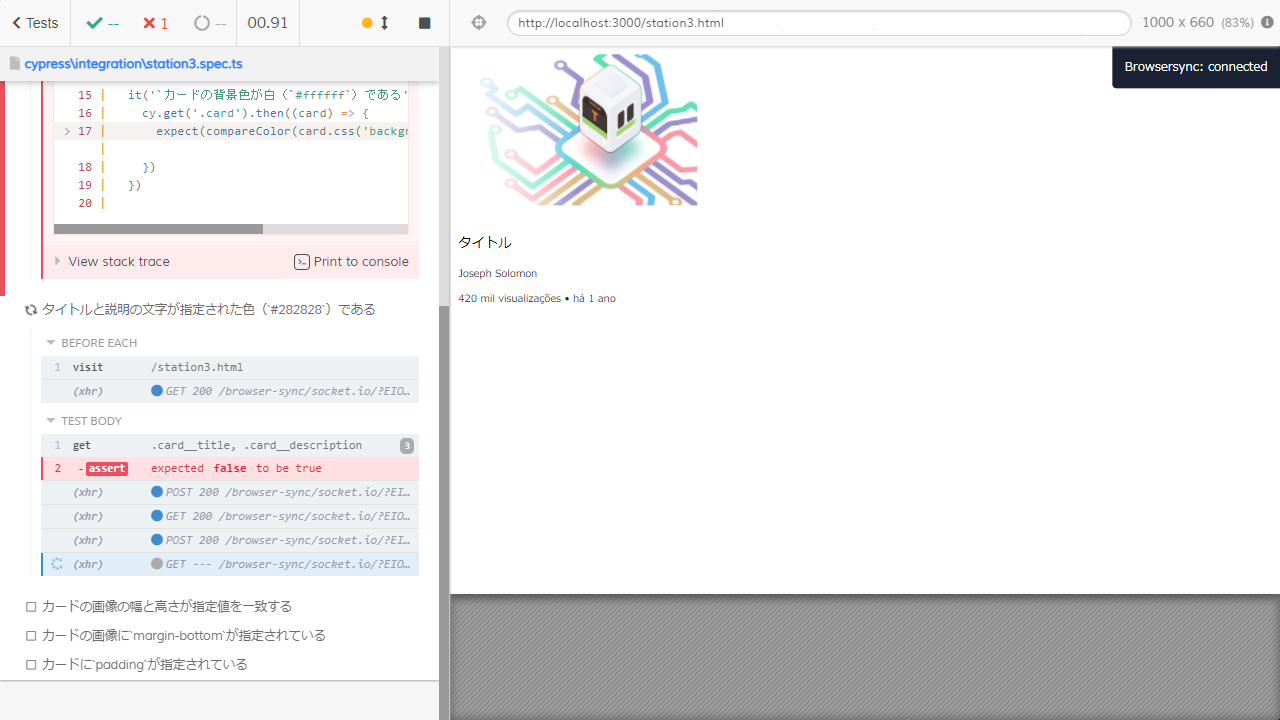 Tests
--
1
--
00.91
http://localhost:3000/station3.html
1000 x 660 (83%)
cypress\integration\station3.spec.ts
Browsersync: connected
15 | it('`カードの背景色が白（`#ffffff`）である'
16 | cy.get('.card').then((card) => {
> 17 | expect(compareColor(card.css('backgr
|
18 | })
19 | })
20 |
View stack trace
Print to console
タイトルと説明の文字が指定された色（`#282828`）である
BEFORE EACH
1 visit /station3.html
(xhr) GET 200 /browser-sync/socket.io/?EIO…
TEST BODY
1 get .card__title, .card__description 3
2 -assert expected false to be true
(xhr) POST 200 /browser-sync/socket.io/?EI…
(xhr) GET 200 /browser-sync/socket.io/?EIO…
(xhr) POST 200 /browser-sync/socket.io/?EI…
(xhr) GET --- /browser-sync/socket.io/?EIO…
カードの画像の幅と高さが指定値を一致する
カードの画像に`margin-bottom`が指定されている
カードに`padding`が指定されている
T
タイトル
Joseph Solomon
420 mil visualizações • há 1 ano